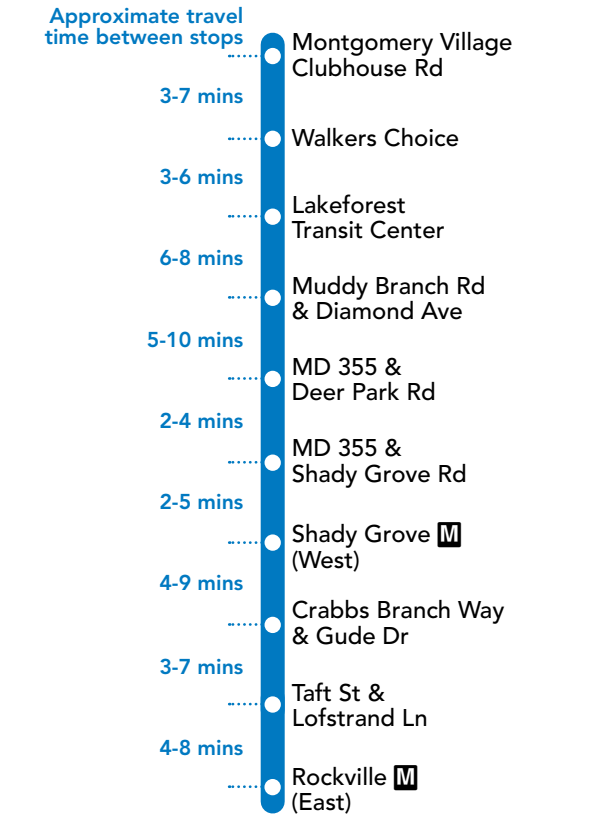 Approximate travel
time between stops
Montgomery Village
Clubhouse Rd
3-7 mins
Walkers Choice
3-6 mins
Lakeforest
Transit Center
6-8 mins
Muddy Branch Rd
& Diamond Ave
5-10 mins
MD 355 &
Deer Park Rd
2-4 mins
MD 355 &
Shady Grove Rd
2-5 mins
Shady Grove M
(West)
4-9 mins
Crabbs Branch Way
& Gude Dr
3-7 mins
Taft St &
Lofstrand Ln
4-8 mins
Rockville M
(East)